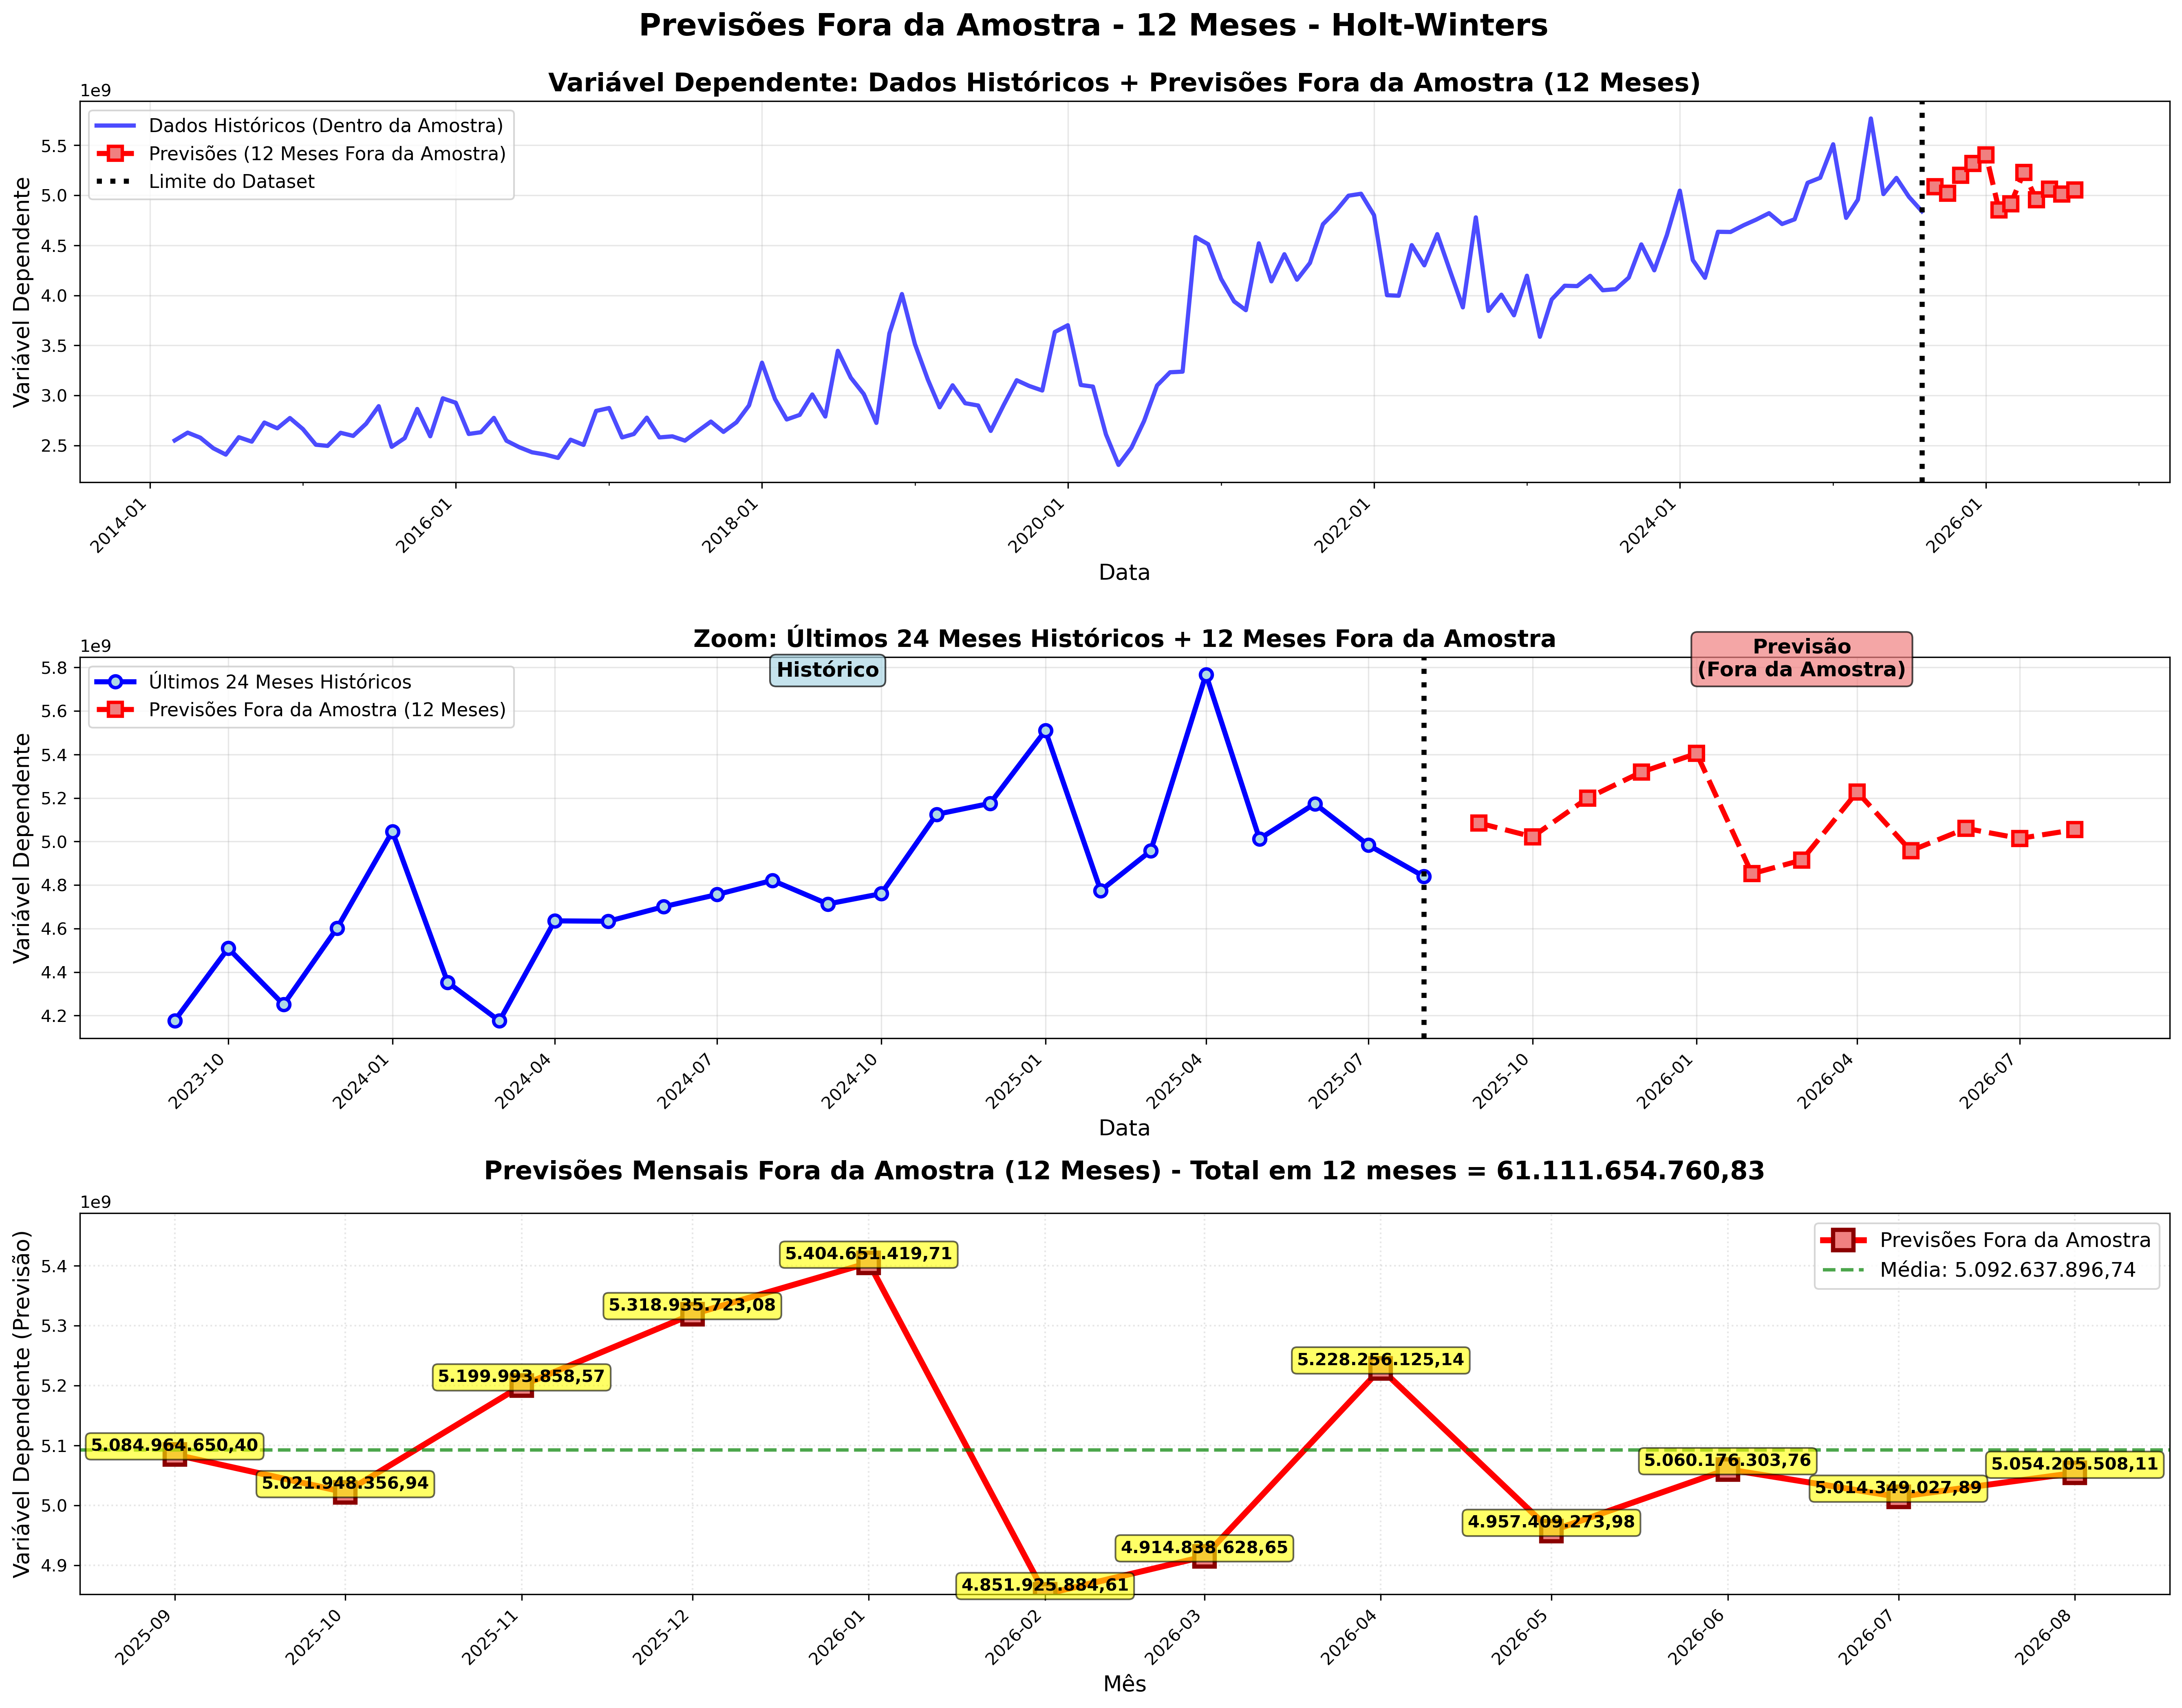 Previsões Fora da Amostra - 12 Meses - Holt-Winters
Variável Dependente: Dados Históricos + Previsões Fora da Amostra (12 Meses)
1e9
Dados Históricos (Dentro da Amostra)
Previsões (12 Meses Fora da Amostra)
Limite do Dataset
Variável Dependente
5.5
5.0
4.5
4.0
3.5
3.0
2.5
2014-01
2016-01
2018-01
2020-01
2022-01
2024-01
2026-01
Data
Zoom: Últimos 24 Meses Históricos + 12 Meses Fora da Amostra
1e9
Últimos 24 Meses Históricos
Previsões Fora da Amostra (12 Meses)
Histórico
Previsão
(Fora da Amostra)
Variável Dependente
5.8
5.6
5.4
5.2
5.0
4.8
4.6
4.4
4.2
2023-10
2024-01
2024-04
2024-07
2024-10
2025-01
2025-04
2025-07
2025-10
2026-01
2026-04
2026-07
Data
Previsões Mensais Fora da Amostra (12 Meses) - Total em 12 meses = 61.111.654.760,83
1e9
Previsões Fora da Amostra
Média: 5.092.637.896,74
Variável Dependente (Previsão)
5.4
5.3
5.2
5.1
5.0
4.9
5.084.964.650,40
5.021.948.356,94
5.199.993.858,57
5.318.935.723,08
5.404.651.419,71
4.851.925.884,61
4.914.838.628,65
5.228.256.125,14
4.957.409.273,98
5.060.176.303,76
5.014.349.027,89
5.054.205.508,11
2025-09
2025-10
2025-11
2025-12
2026-01
2026-02
2026-03
2026-04
2026-05
2026-06
2026-07
2026-08
Mês